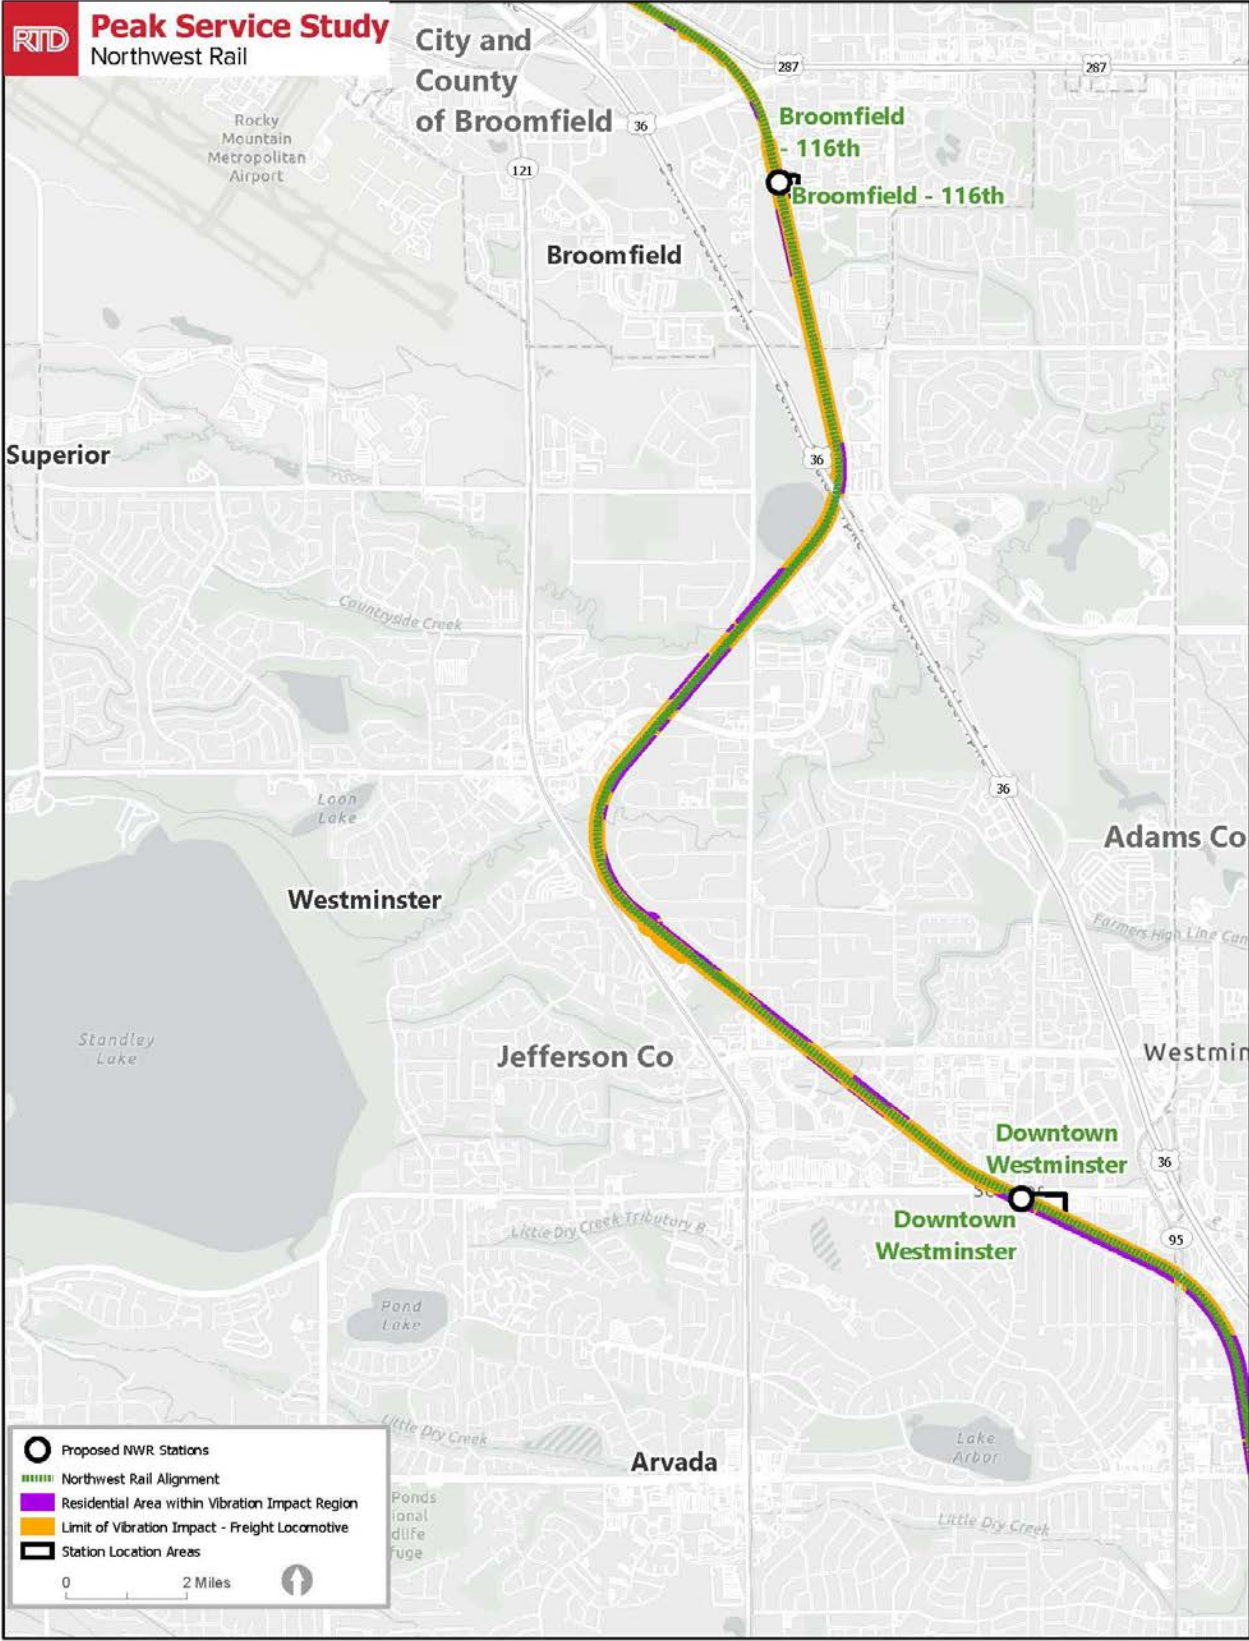 RTD
Peak Service Study
Northwest Rail
City and
County
of Broomfield
287
287
36
Rocky
Mountain
Metropolitan
Airport
121
Broomfield
- 116th
Broomfield - 116th
Broomfield
Superior
36
Countryside Creek
36
Loon
Lake
Adams Co
Westminster
Farmers High Line Can
Standley
Lake
Jefferson Co
Westmin
Downtown
Westminster
36
Downtown
Westminster
Little Dry Creek Tributary B
95
Pond
Lake
Little Dry Creek
Lake
Arbor
Arvada
Little Dry Creek
Ponds
ional
dlife
fuge
Proposed NWR Stations
Northwest Rail Alignment
Residential Area within Vibration Impact Region
Limit of Vibration Impact - Freight Locomotive
Station Location Areas
0 2 Miles